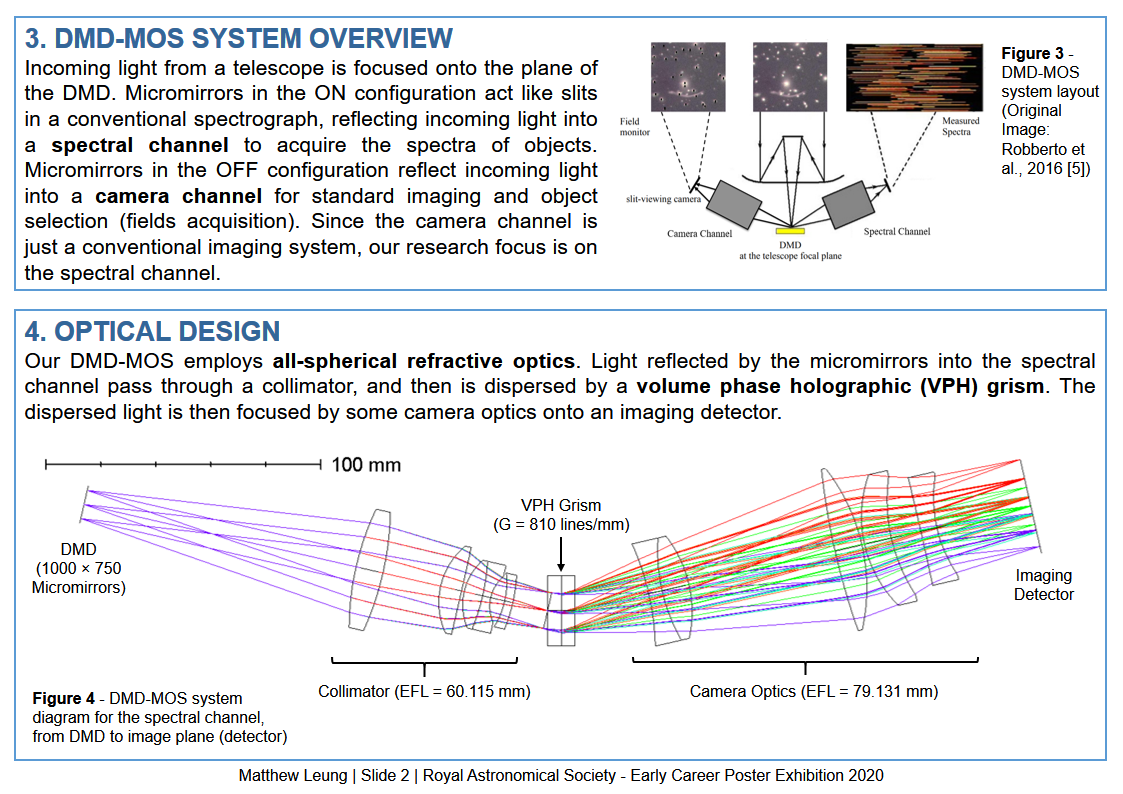 3. DMD-MOS SYSTEM OVERVIEW
Incoming light from a telescope is focused onto the plane of
the DMD. Micromirrors in the ON configuration act like slits
in a conventional spectrograph, reflecting incoming light into
a spectral channel to acquire the spectra of objects.
Micromirrors in the OFF configuration reflect incoming light
into a camera channel for standard imaging and object
selection (fields acquisition). Since the camera channel is
just a conventional imaging system, our research focus is on
the spectral channel.
Field
monitor
Measured
Spectra
slit-viewing camera
Camera Channel
Spectral Channel
DMD
at the telescope focal plane
Figure 3 -
DMD-MOS
system layout
(Original
Image:
Robberto et
al., 2016 [5])
4. OPTICAL DESIGN
Our DMD-MOS employs all-spherical refractive optics. Light reflected by the micromirrors into the spectral
channel pass through a collimator, and then is dispersed by a volume phase holographic (VPH) grism. The
dispersed light is then focused by some camera optics onto an imaging detector.
100 mm
VPH Grism
(G = 810 lines/mm)
DMD
(1000 × 750
Micromirrors)
Imaging
Detector
Collimator (EFL = 60.115 mm)
Camera Optics (EFL = 79.131 mm)
Figure 4 - DMD-MOS system
diagram for the spectral channel,
from DMD to image plane (detector)
Matthew Leung | Slide 2 | Royal Astronomical Society - Early Career Poster Exhibition 2020